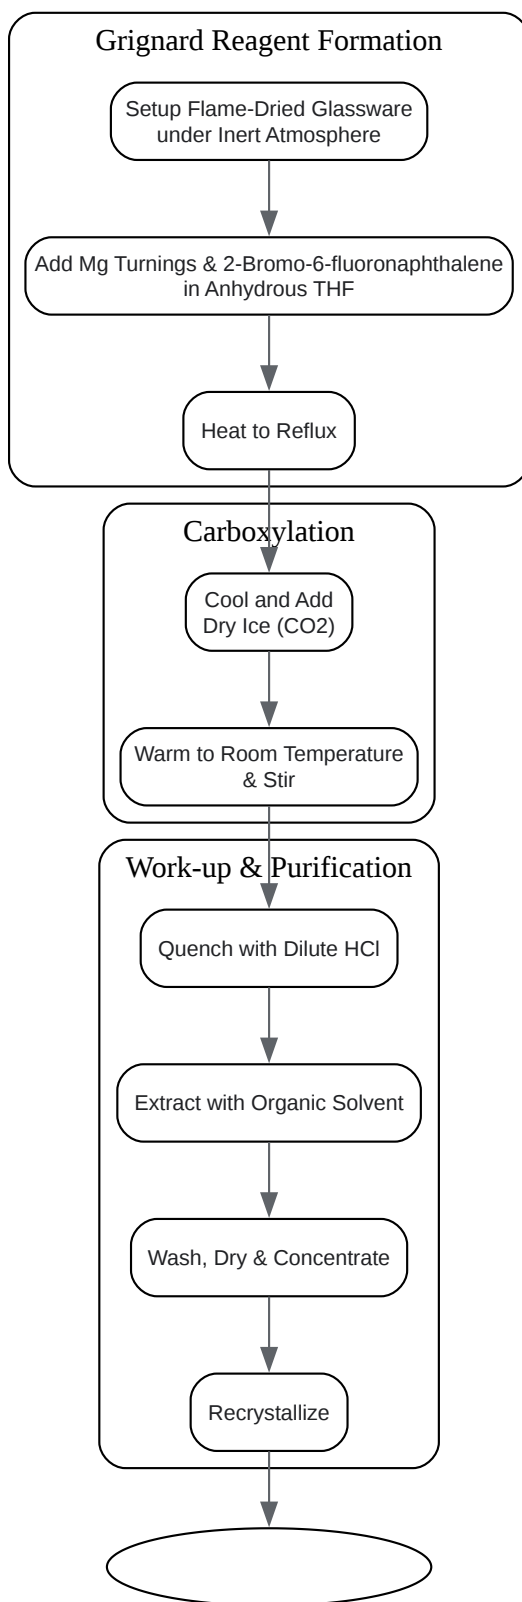 Grignard Reagent Formation
Setup Flame-Dried Glassware
under Inert Atmosphere
Add Mg Turnings & 2-Bromo-6-fluoronaphthalene
in Anhydrous THF
Heat to Reflux
Carboxylation
Cool and Add
Dry Ice (CO2)
Warm to Room Temperature
& Stir
Work-up & Purification
Quench with Dilute HCl
Extract with Organic Solvent
Wash, Dry & Concentrate
Recrystallize